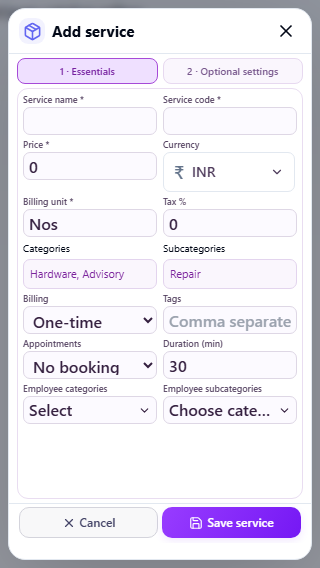 Add service
1 · Essentials
2 · Optional settings
Service name *
Service code *
Price *
Currency
0
₹ INR
Billing unit *
Tax %
Nos
0
Categories
Subcategories
Hardware, Advisory
Repair
Billing
Tags
One-time
Comma separate
Appointments
Duration (min)
No booking
30
Employee categories
Employee subcategories
Select
Choose cate...
Cancel
Save service